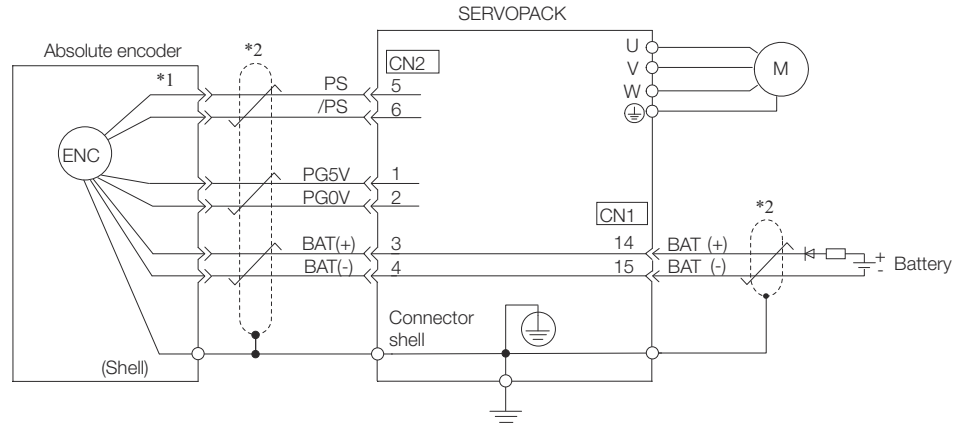 SERVOPACK
Absolute encoder
*1
*2
CN2
PS
5
/PS
6
ENC
PG5V
1
PG0V
2
BAT(+)
3
BAT(-)
4
U
V
W
M
CN1
*2
14
BAT (+)
15
BAT (-)
+
-
Battery
Connector
shell
(Shell)